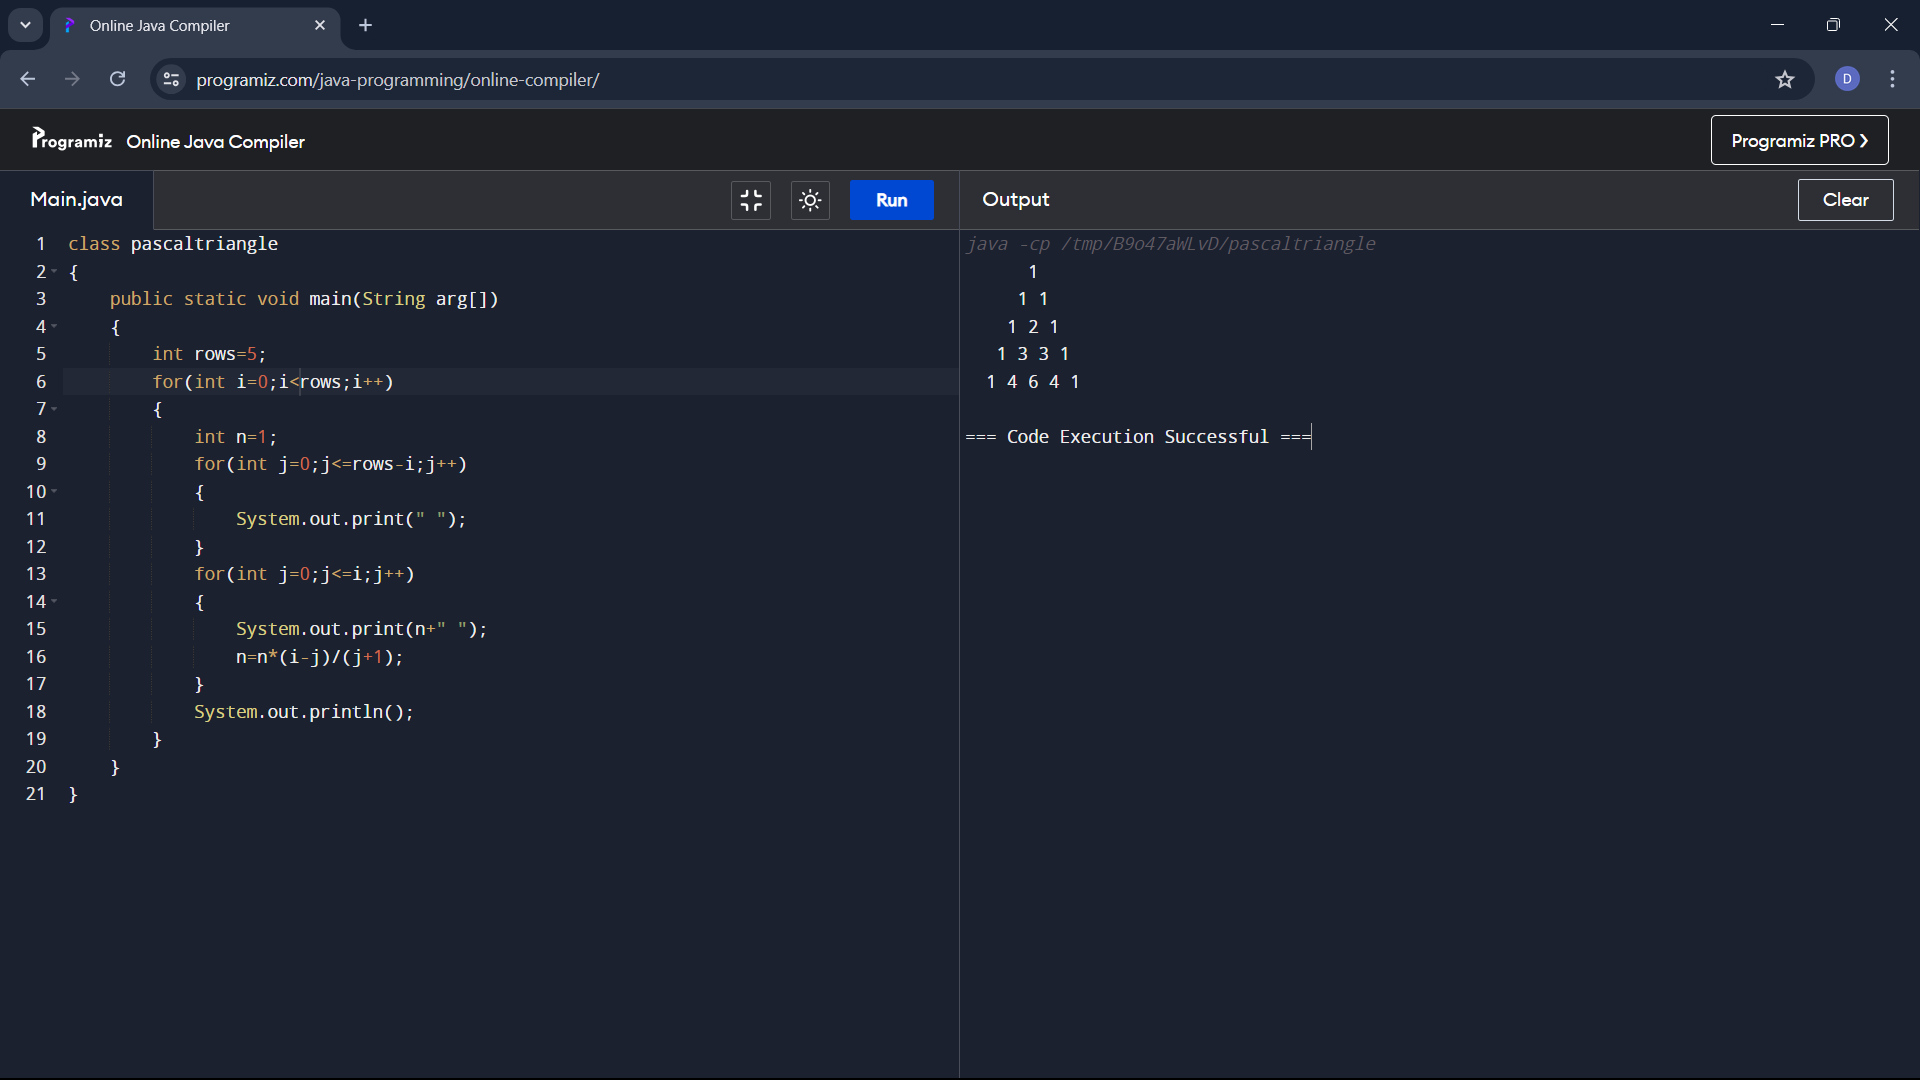 Online Java Compiler
programiz.com/java-programming/online-compiler/
D
Programiz Online Java Compiler
Programiz PRO
Main.java
Run
Output
Clear
1 class pascaltriangle
2 {
3     public static void main(String arg[])
4     {
5         int rows=5;
6         for(int i=0;i<rows;i++)
7         {
8             int n=1;
9             for(int j=0;j<=rows-i;j++)
10             {
11                 System.out.print(" ");
12             }
13             for(int j=0;j<=i;j++)
14             {
15                 System.out.print(n+" ");
16                 n=n*(i-j)/(j+1);
17             }
18             System.out.println();
19         }
20     }
21 }
java -cp /tmp/B9o47aWLvD/pascaltriangle
      1
     1 1
    1 2 1
   1 3 3 1
  1 4 6 4 1
=== Code Execution Successful ===